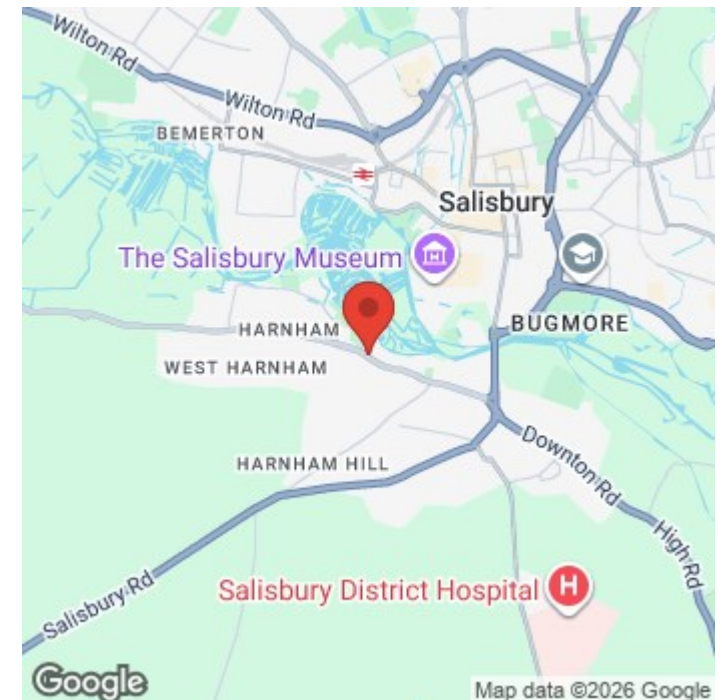 Wilton Rd
Wilton Rd
BEMERTON
Salisbury
The Salisbury Museum
HARNHAM
BUGMORE
WEST HARNHAM
HARNHAM HILL
Downton Rd
High Rd
Salisbury Rd
Salisbury District Hospital
H
Google
Map data ©2026 Google